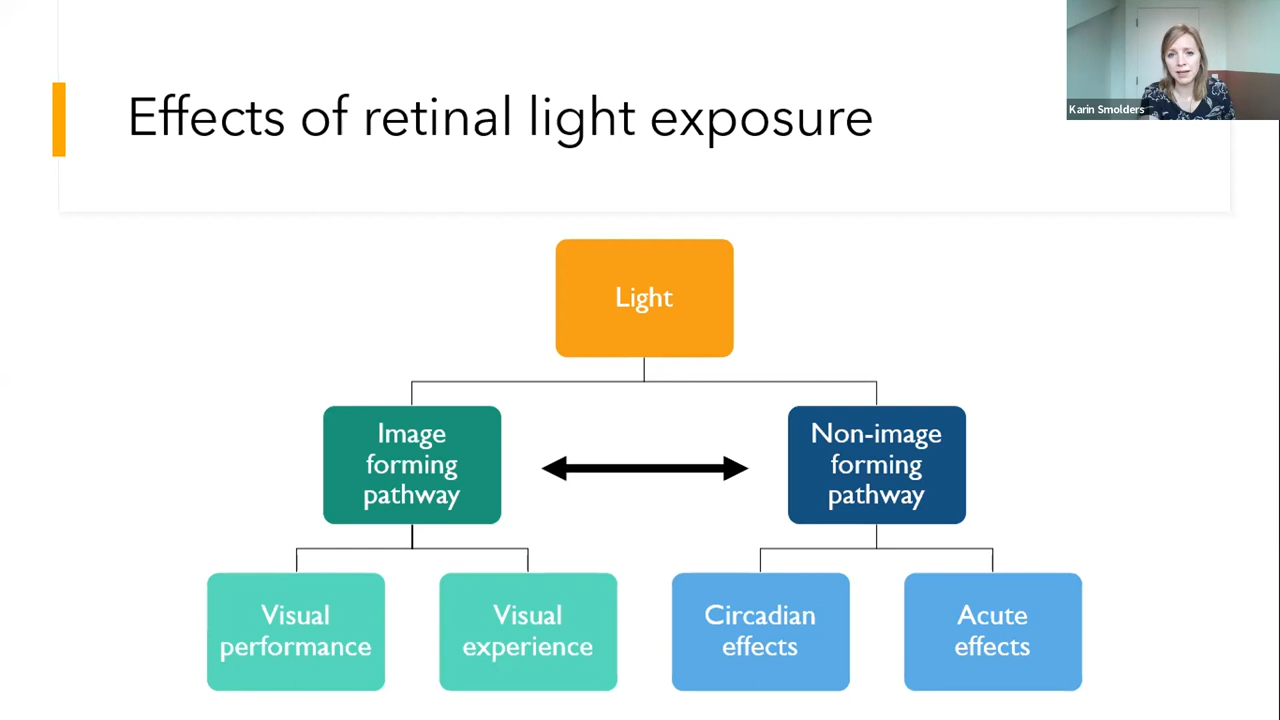 Karin Smolders
Effects of retinal light exposure
Light
Image
forming
pathway
Non-image
forming
pathway
Visual
performance
Visual
experience
Circadian
effects
Acute
effects